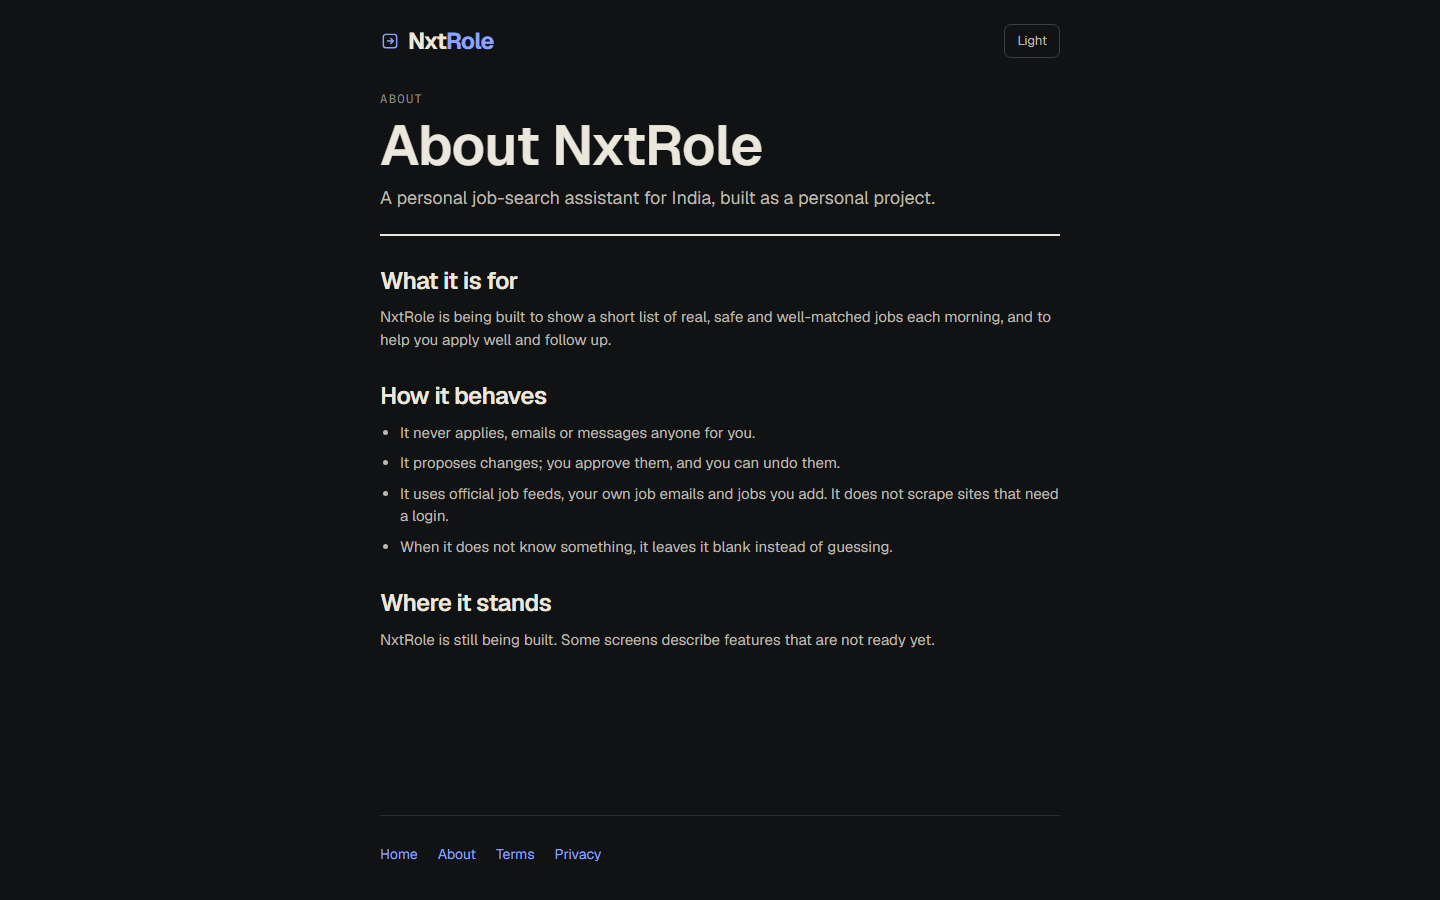 NxtRole
Light
ABOUT
About NxtRole
A personal job-search assistant for India, built as a personal project.
What it is for
NxtRole is being built to show a short list of real, safe and well-matched jobs each morning, and to
help you apply well and follow up.
How it behaves
It never applies, emails or messages anyone for you.
It proposes changes; you approve them, and you can undo them.
It uses official job feeds, your own job emails and jobs you add. It does not scrape sites that need
a login.
When it does not know something, it leaves it blank instead of guessing.
Where it stands
NxtRole is still being built. Some screens describe features that are not ready yet.
Home About Terms Privacy